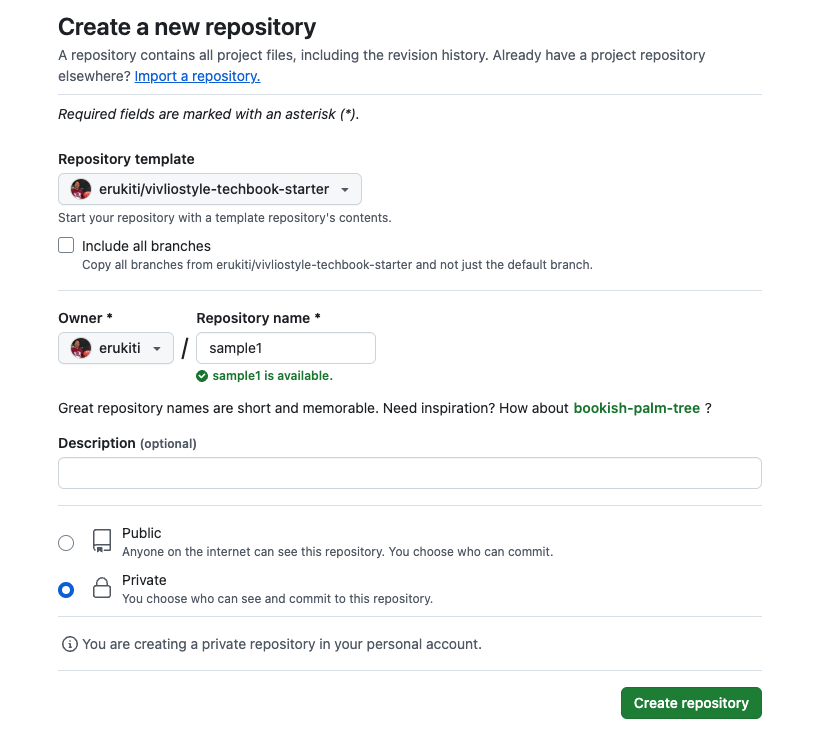 Create a new repository
A repository contains all project files, including the revision history. Already have a project repository
elsewhere? Import a repository.
Required fields are marked with an asterisk (*).
Repository template
erukiti/vivliostyle-techbook-starter
Start your repository with a template repository's contents.
Include all branches
Copy all branches from erukiti/vivliostyle-techbook-starter and not just the default branch.
Owner * Repository name *
erukiti / sample1
sample1 is available.
Great repository names are short and memorable. Need inspiration? How about bookish-palm-tree ?
Description (optional)
Public
Anyone on the internet can see this repository. You choose who can commit.
Private
You choose who can see and commit to this repository.
You are creating a private repository in your personal account.
Create repository